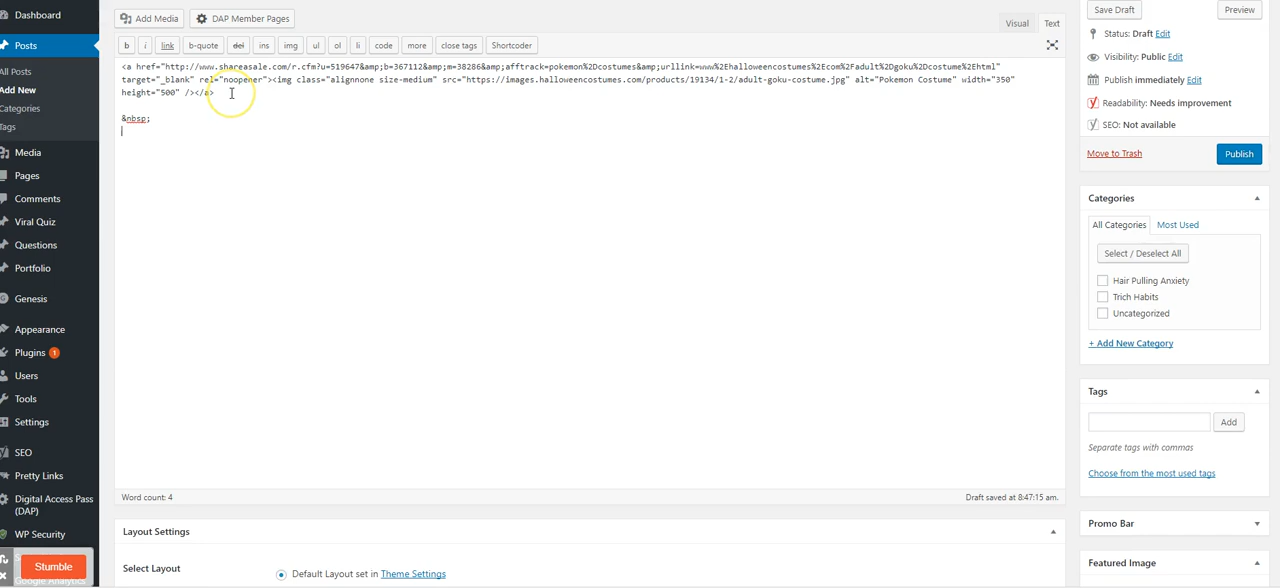 Dashboard
Posts
All Posts
Add New
Categories
Tags
Media
Pages
Comments
Viral Quiz
Questions
Portfolio
Genesis
Appearance
Plugins 1
Users
Tools
Settings
SEO
Pretty Links
Digital Access Pass
(DAP)
WP Security
Stumble
Google Analytics
Add Media
DAP Member Pages
Visual
Text
b
i
link
b-quote
del
ins
img
ul
ol
li
code
more
close tags
Shortcoder
<a href="http://www.shareasale.com/r.cfm?u=519647&amp;b=367112&amp;m=38286&amp;afftrack=pokemon%2Dcostumes&amp;urllink=www%2Ehalloweencostumes%2Ecom%2Fadult%2Dgoku%2Dcostume%2Ehtml"
target="_blank" rel="noopener"><img class="alignnone size-medium" src="https://images.halloweencostumes.com/products/19134/1-2/adult-goku-costume.jpg" alt="Pokemon Costume" width="350"
height="500" /></a>
&nbsp;
Word count: 4
Draft saved at 8:47:15 am.
Layout Settings
Select Layout
Default Layout set in Theme Settings
Save Draft
Preview
Status: Draft Edit
Visibility: Public Edit
Publish immediately Edit
Readability: Needs improvement
SEO: Not available
Move to Trash
Publish
Categories
All Categories
Most Used
Select / Deselect All
Hair Pulling Anxiety
Trich Habits
Uncategorized
+ Add New Category
Tags
Add
Separate tags with commas
Choose from the most used tags
Promo Bar
Featured Image